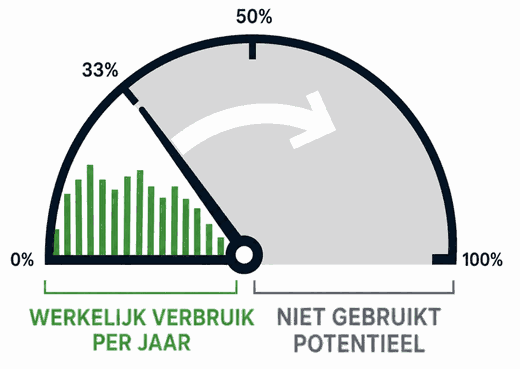 50%
33%
0%
100%
WERKELIJK VERBRUIK
PER JAAR
NIET GEBRUIKT
POTENTIEEL